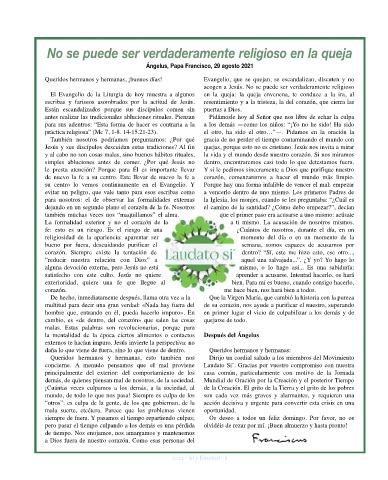 No se puede ser verdaderamente religioso en la queja
Ángelus, Papa Francisco, 29 agosto 2021
Queridos hermanos y hermanas, ¡buenos días!
El Evangelio de la Liturgia de hoy muestra a algunos
escribas y fariseos asombrados por la actitud de Jesús.
Están escandalizados porque sus discípulos comen sin
antes realizar las tradicionales abluciones rituales. Piensan
para sus adentros: "Esta forma de hacer es contraria a la
práctica religiosa" (Mc 7, 1-8. 14-15.21-23).
También nosotros podríamos preguntarnos: ¿Por qué
Jesús y sus discípulos descuidan estas tradiciones? Al fin
y al cabo no son cosas malas, sino buenos hábitos rituales,
simples abluciones antes de comer. ¿Por qué Jesús no
le presta atención? Porque para Él es importante llevar
de nuevo la fe a su centro. Este llevar de nuevo la fe a
su centro lo vemos continuamente en el Evangelio. Y
evitar un peligro, que vale tanto para esos escribas como
para nosotros: el de observar las formalidades externas
dejando en un segundo plano el corazón de la fe. Nosotros
también muchas veces nos "maquillamos" el alma.
La formalidad exterior y no el corazón de la
fe: esto es un riesgo. Es el riesgo de una
religiosidad de la apariencia: aparentar ser
bueno por fuera, descuidando purificar el
corazón. Siempre existe la tentación de
"reducir nuestra relación con Dios" a
alguna devoción externa, pero Jesús no está
satisfecho con este culto. Jesús no quiere
exterioridad, quiere una fe que llegue al
corazón.
De hecho, inmediatamente después, llama otra vez a la
multitud para decir una gran verdad: «Nada hay fuera del
hombre que, entrando en él, pueda hacerlo impuro». En
cambio, es «de dentro, del corazón» que salen las cosas
malas. Estas palabras son revolucionarias, porque para
la mentalidad de la época ciertos alimentos o contactos
externos te hacían impuro. Jesús invierte la perspectiva: no
daña lo que viene de fuera, sino lo que viene de dentro.
Queridos hermanos y hermanas, esto también nos
concierne. A menudo pensamos que el mal proviene
principalmente del exterior: del comportamiento de los
demás, de quienes piensan mal de nosotros, de la sociedad.
¡Cuántas veces culpamos a los demás, a la sociedad, al
mundo, de todo lo que nos pasa! Siempre es culpa de los
"otros": es culpa de la gente, de los que gobiernan, de la
mala suerte, etcétera. Parece que los problemas vienen
siempre de fuera. Y pasamos el tiempo repartiendo culpas;
pero pasar el tiempo culpando a los demás es una pérdida
de tiempo. Nos enojamos, nos amargamos y mantenemos
a Dios fuera de nuestro corazón. Como esas personas del
Evangelio, que se quejan, se escandalizan, discuten y no
acogen a Jesús. No se puede ser verdaderamente religioso
en la queja: la queja envenena, te conduce a la ira, al
resentimiento y a la tristeza, la del corazón, que cierra las
puertas a Dios.
Pidámosle hoy al Señor que nos libre de echar la culpa
a los demás —como los niños: "¡Yo no he sido! Ha sido
el otro, ha sido el otro…"—. Pidamos en la oración la
gracia de no perder el tiempo contaminando el mundo con
quejas, porque esto no es cristiano. Jesús nos invita a mirar
la vida y el mundo desde nuestro corazón. Si nos miramos
dentro, encontraremos casi todo lo que detestamos fuera.
Y si le pedimos sinceramente a Dios que purifique nuestro
corazón, comenzaremos a hacer el mundo más limpio.
Porque hay una forma infalible de vencer el mal: empezar
a vencerlo dentro de uno mismo. Los primeros Padres de
la Iglesia, los monjes, cuando se les preguntaba: "¿Cuál es
el camino de la santidad? ¿Cómo debo empezar?", decían
que el primer paso era acusarse a uno mismo: acúsate
a ti mismo. La acusación de nosotros mismos.
¿Cuántos de nosotros, durante el día, en un
momento del día o en un momento de la
semana, somos capaces de acusarnos por
dentro? "Sí, este me hizo esto, ese otro…,
aquel una salvajada...". ¿Y yo? Yo hago lo
mismo, o lo hago así... Es una sabiduría:
aprender a acusarse. Intentad hacerlo, os hará
bien. Para mí es bueno, cuando consigo hacerlo,
me hace bien, nos hará bien a todos.
Que la Virgen María, que cambió la historia con la pureza
de su corazón, nos ayude a purificar el nuestro, superando
en primer lugar el vicio de culpabilizar a los demás y de
quejarse de todo.
Laudato si'
Después del Ángelus
Queridos hermanos y hermanas:
Dirijo un cordial saludo a los miembros del Movimiento
Laudato Si'. Gracias por vuestro compromiso con nuestra
casa común, particularmente con motivo de la Jornada
Mundial de Oración por la Creación y el posterior Tiempo
de la Creación. El grito de la Tierra y el grito de los pobres
son cada vez más graves y alarmantes, y requieren una
acción decisiva y urgente para convertir esta crisis en una
oportunidad.
Os deseo a todos un feliz domingo. Por favor, no os
olvidéis de rezar por mí. ¡Buen almuerzo y hasta pronto!
Franciscus